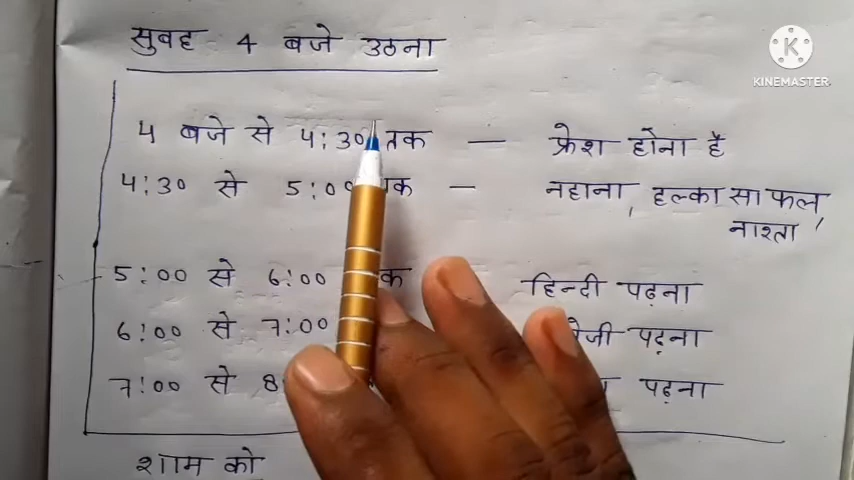 सुबह 4 बजे उठना
KINEMASTER
4 बजे से 4:30 तक — फ्रेश होना है
4:30 से 5:00 — नहाना, हल्का सा फल,
नाश्ता
5:00 से 6:00 हिन्दी पढ़ना
6:00 से 7:00 पढ़ना
7:00 से 8 पढ़ना
शाम को